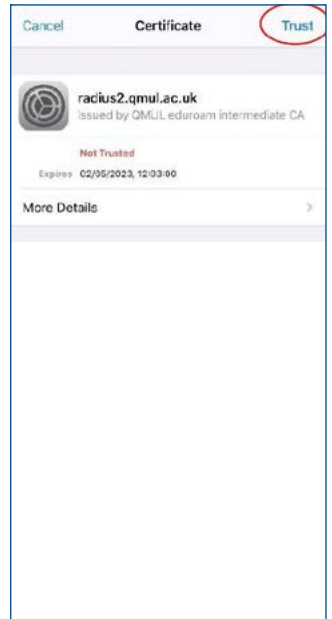 Cancel Certificate Trust
radius2.qmul.ac.uk
Issued by QMUL eduroam intermediate CA
Not Trusted
Expires 02/05/2023, 12:03:00
More Details